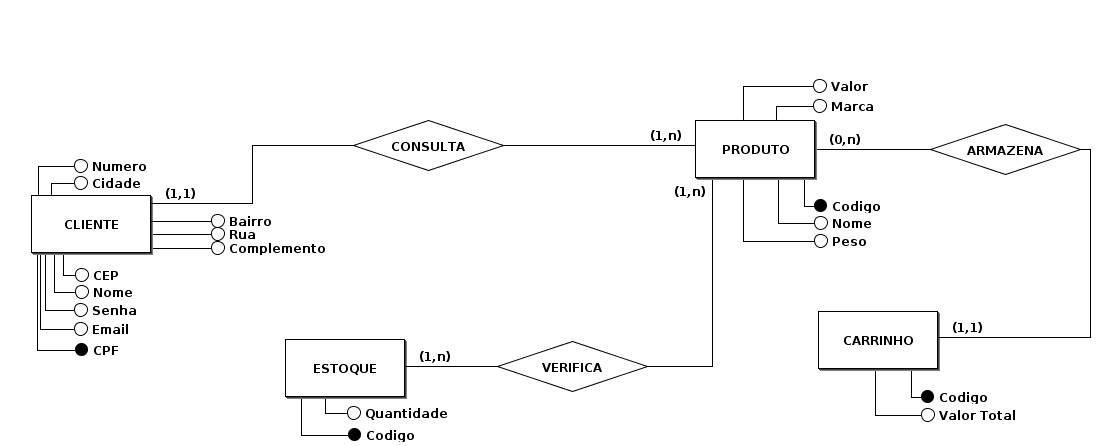 Valor
Marca
(1,n)
(0,n)
CONSULTA
PRODUTO
ARMAZENA
Numero
Cidade
(1,1)
(1,n)
Codigo
CLIENTE
Bairro
Nome
Rua
Peso
Complemento
CEP
Nome
Senha
Email
(1,1)
CARRINHO
CPF
(1,n)
ESTOQUE
VERIFICA
Codigo
Quantidade
Valor Total
Codigo